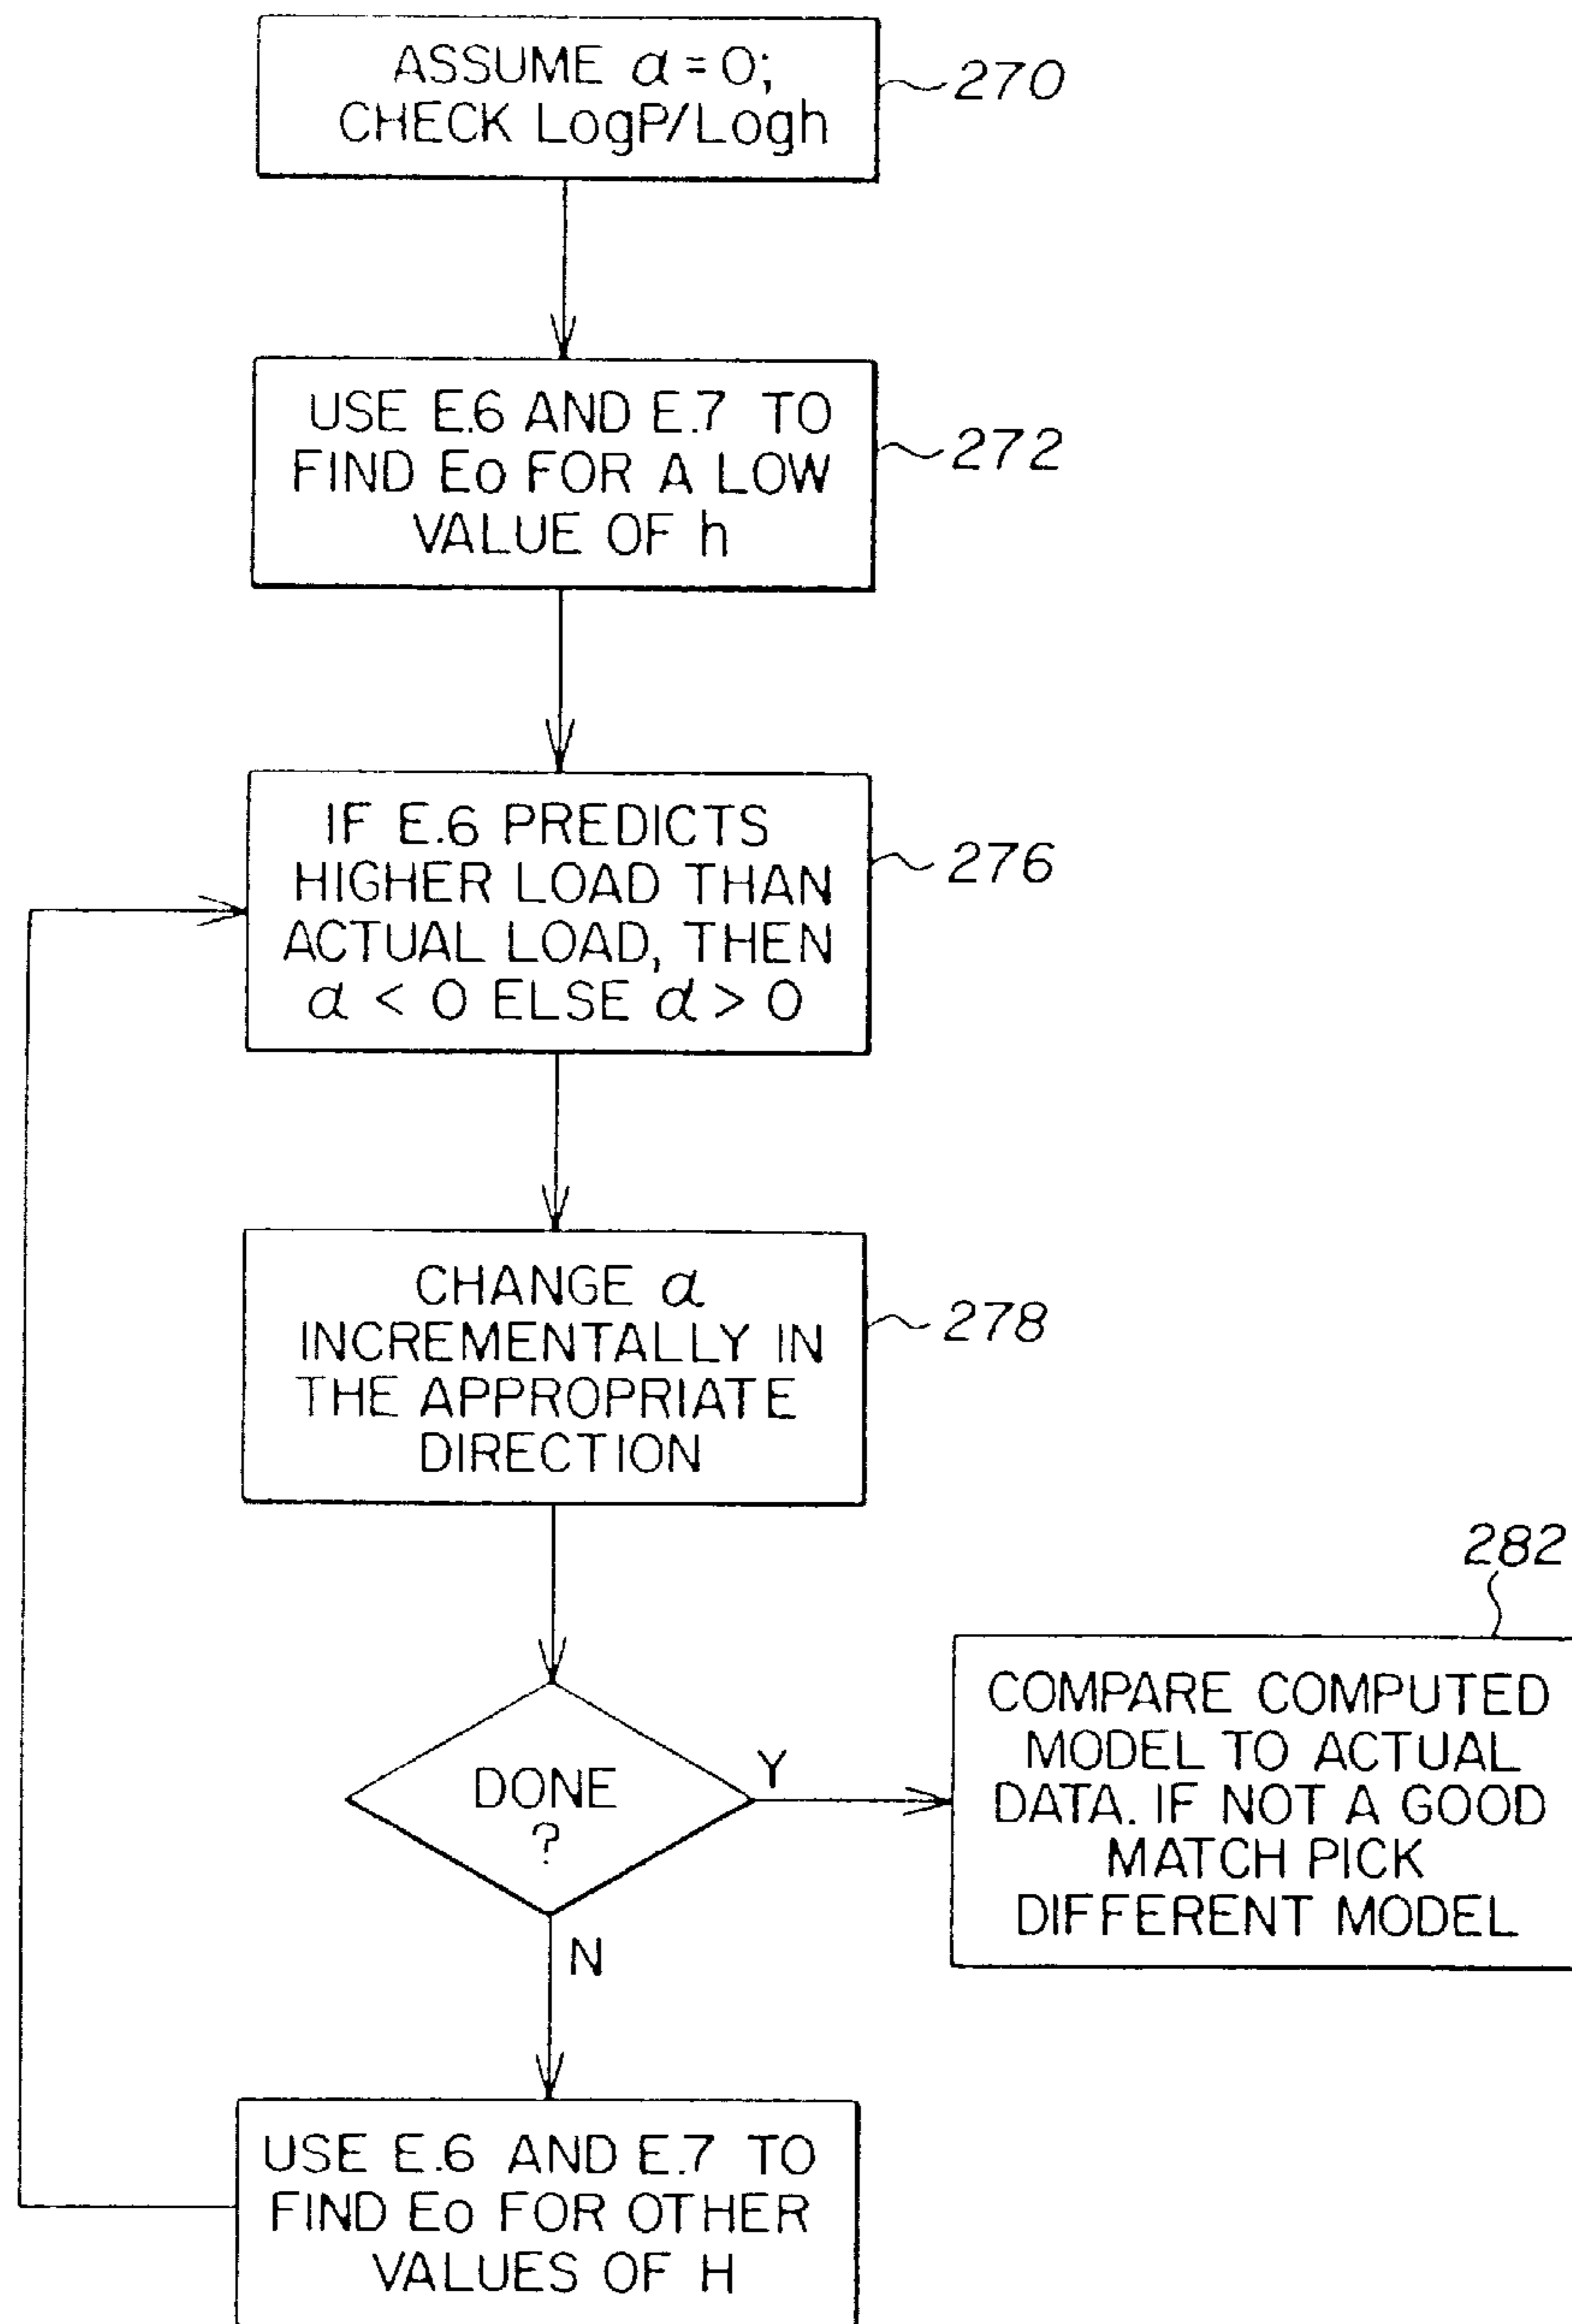 ASSUME α = 0;
CHECK LogP/Logh
270
USE E.6 AND E.7 TO
FIND Eo FOR A LOW
VALUE OF h
272
IF E.6 PREDICTS
HIGHER LOAD THAN
ACTUAL LOAD, THEN
α < 0 ELSE α > 0
276
CHANGE α
INCREMENTALLY IN
THE APPROPRIATE
DIRECTION
278
DONE
?
Y
N
282
COMPARE COMPUTED
MODEL TO ACTUAL
DATA. IF NOT A GOOD
MATCH PICK
DIFFERENT MODEL
USE E.6 AND E.7 TO
FIND Eo FOR OTHER
VALUES OF H